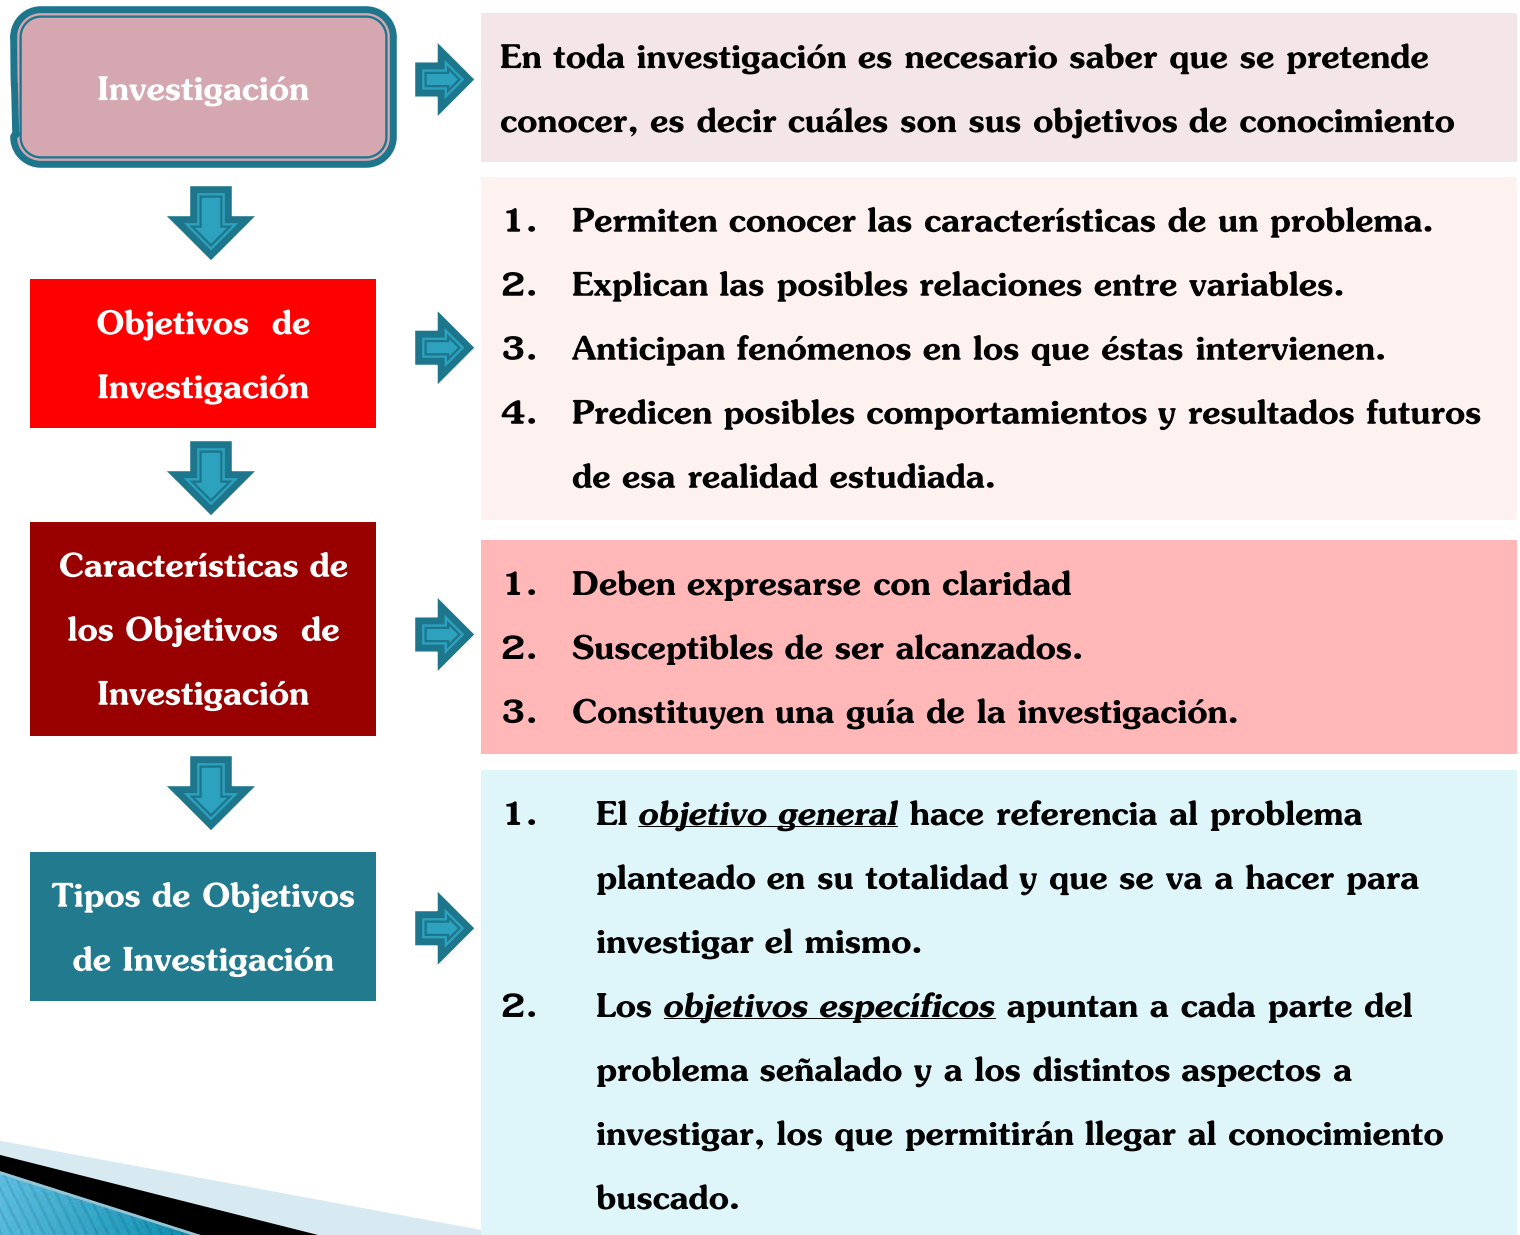 Investigación
En toda investigación es necesario saber que se pretende
conocer, es decir cuáles son sus objetivos de conocimiento
Objetivos de
Investigación
1. Permiten conocer las características de un problema.
2. Explican las posibles relaciones entre variables.
3. Anticipan fenómenos en los que éstas intervienen.
4. Predicen posibles comportamientos y resultados futuros
de esa realidad estudiada.
Características de
los Objetivos de
Investigación
1. Deben expresarse con claridad
2. Susceptibles de ser alcanzados.
3. Constituyen una guía de la investigación.
Tipos de Objetivos
de Investigación
1. El objetivo general hace referencia al problema
planteado en su totalidad y que se va a hacer para
investigar el mismo.
2. Los objetivos específicos apuntan a cada parte del
problema señalado y a los distintos aspectos a
investigar, los que permitirán llegar al conocimiento
buscado.